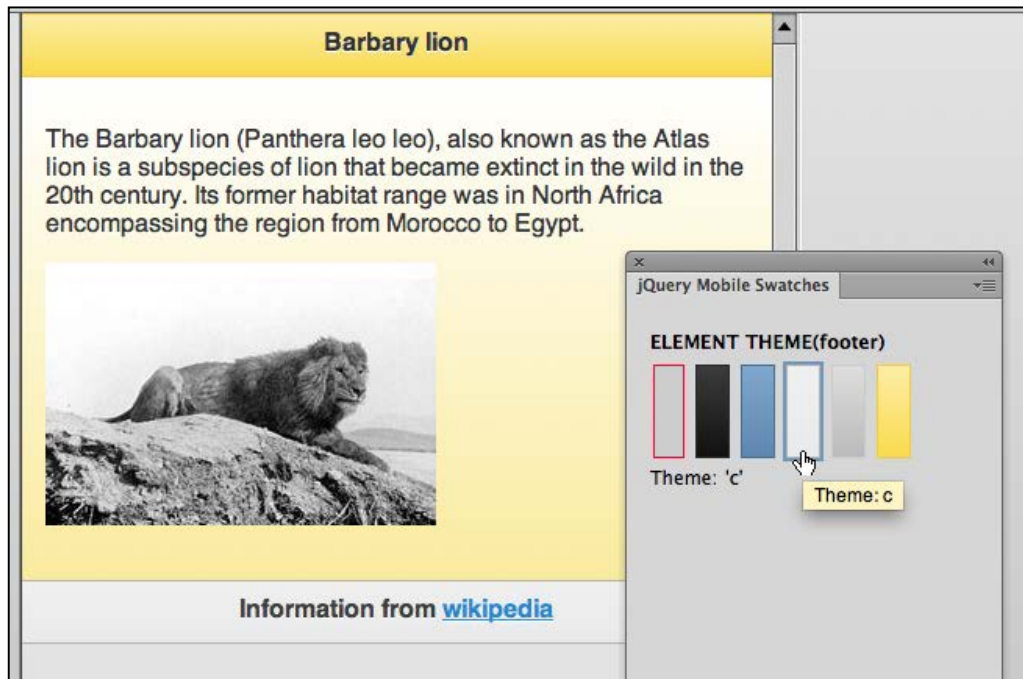 Barbary lion
The Barbary lion (Panthera leo leo), also known as the Atlas
lion is a subspecies of lion that became extinct in the wild in the
20th century. Its former habitat range was in North Africa
encompassing the region from Morocco to Egypt.
jQuery Mobile Swatches
ELEMENT THEME(footer)
Theme: 'c'
Theme: c
Information from wikipedia